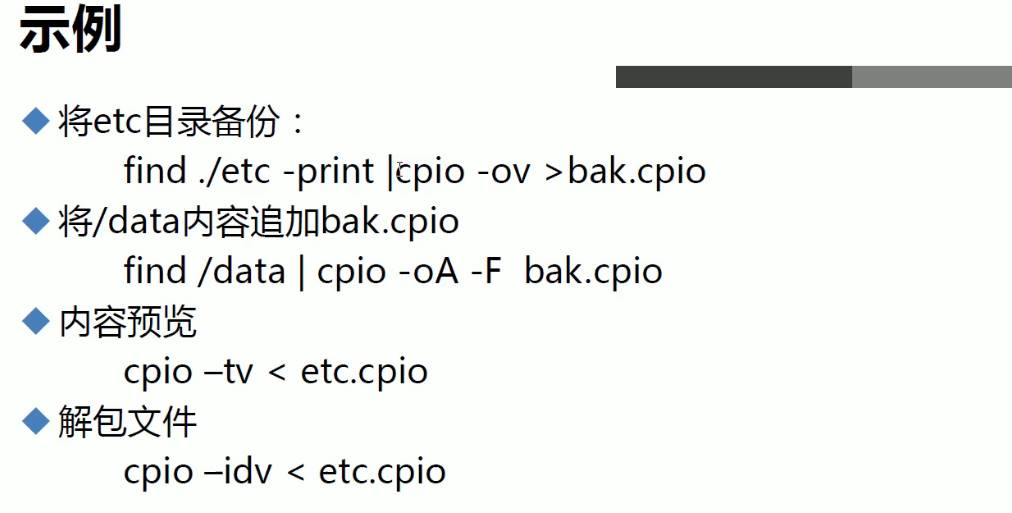 示例
将etc目录备份：
find ./etc -print |cpio -ov >bak.cpio
将/data内容追加bak.cpio
find /data | cpio -oA -F bak.cpio
内容预览
cpio –tv < etc.cpio
解包文件
cpio –idv < etc.cpio